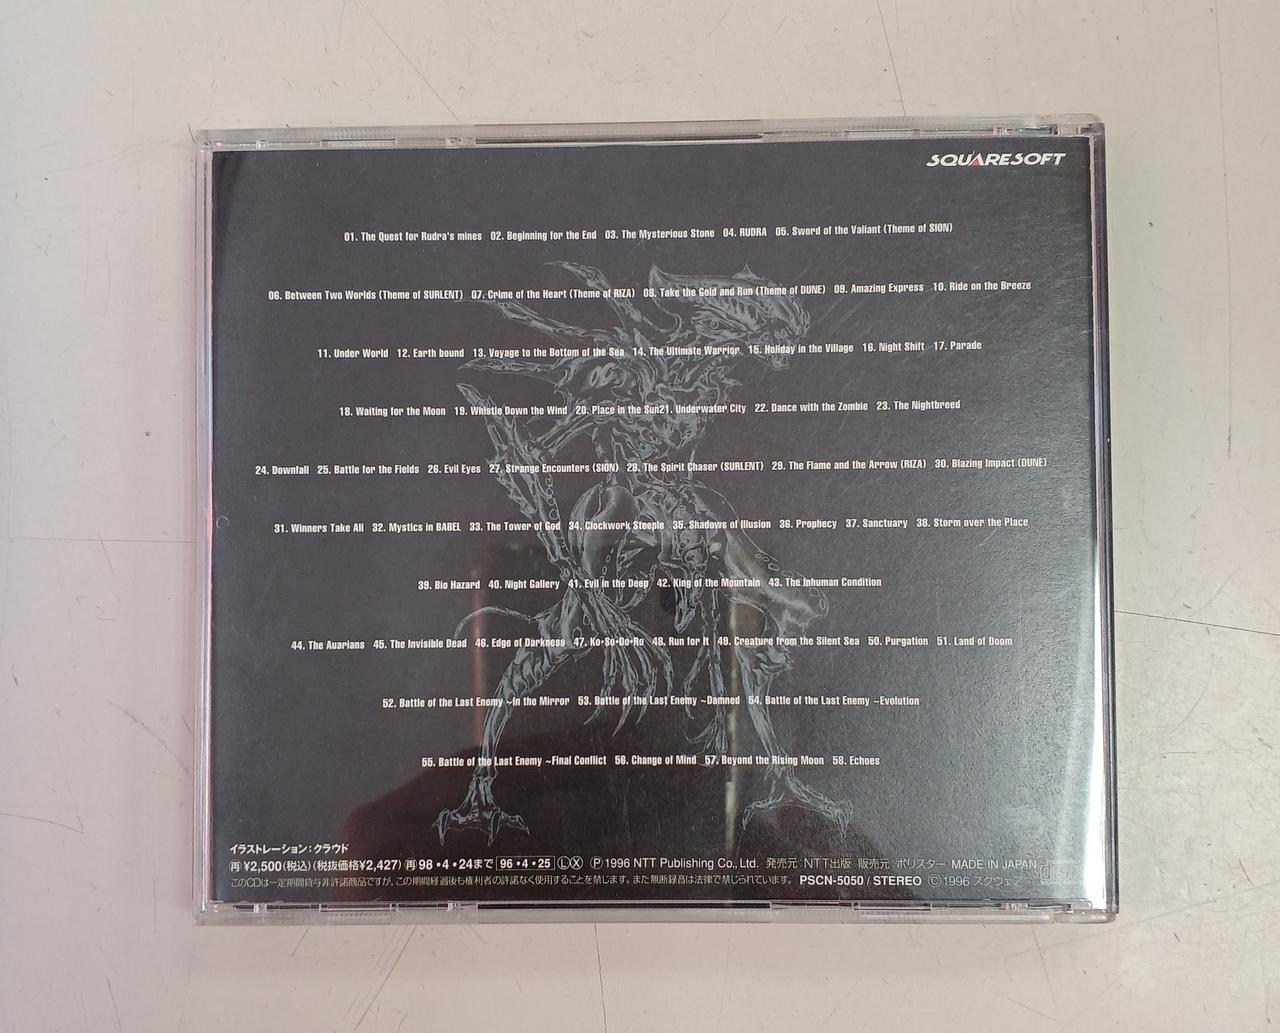 SQUARESOFT
01. The Quest for Rudra's mines 02. Beginning for the End 03. The Mysterious Stone 04. RUDRA 05. Sword of the Valiant (Theme of SION)
06. Between Two Worlds (Theme of SURLENT) 07. Crime of the Heart (Theme of RIZA) 08. Take the Gold and Run (Theme of DUNE) 09. Amazing Express 10. Ride on the Breeze
11. Under World 12. Earth bound 13. Voyage to the Bottom of the Sea 14. The Ultimate Warrior 15. Holiday in the Village 16. Night Shift 17. Parade
18. Waiting for the Moon 19. Whistle Down the Wind 20. Place in the Sun21. Underwater City 22. Dance with the Zombie 23. The Nightbreed
24. Downfall 25. Battle for the Fields 26. Evil Eyes 27. Strange Encounters (SION) 28. The Spirit Chaser (SURLENT) 29. The Flame and the Arrow (RIZA) 30. Blazing Impact (DUNE)
31. Winners Take All 32. Mystics in BABEL 33. The Tower of God 34. Clockwork Steeple 35. Shadows of Illusion 36. Prophecy 37. Sanctuary 38. Storm over the Place
39. Bio Hazard 40. Night Gallery 41. Evil in the Deep 42. King of the Mountain 43. The Inhuman Condition
44. The Auarians 45. The Invisible Dead 46. Edge of Darkness 47. Ko•So•Do•Ro 48. Run for It 49. Creature from the Silent Sea 50. Purgation 51. Land of Doom
52. Battle of the Last Enemy ~In the Mirror 53. Battle of the Last Enemy ~Damned 54. Battle of the Last Enemy ~Evolution
55. Battle of the Last Enemy ~Final Conflict 56. Change of Mind 57. Beyond the Rising Moon 58. Echoes
イラストレーション：クラウド
再 ¥2,500(税込)(税抜価格¥2,427) 再 98・4・24まで 96・4・25 Ⓛ Ⓧ Ⓟ1996 NTT Publishing Co., Ltd. 発売元：NTT出版 販売元：ポリスター MADE IN JAPAN
このCDは一定期間貸与非許諾商品ですが、この期間経過後も権利者の許諾なく使用することを禁じます。また無断録音は法律で禁じられています。 PSCN-5050 / STEREO ©1996 スクウェア